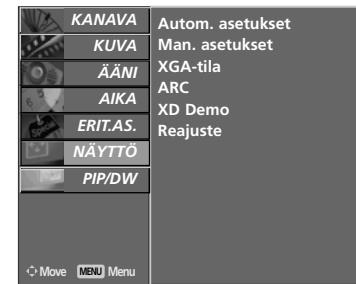 KANAVA
KUVA
ÄÄNI
AIKA
ERIT.AS.
NÄYTTÖ
PIP/DW
Autom. asetukset
Man. asetukset
XGA-tila
ARC
XD Demo
Reajuste
Move MENU Menu